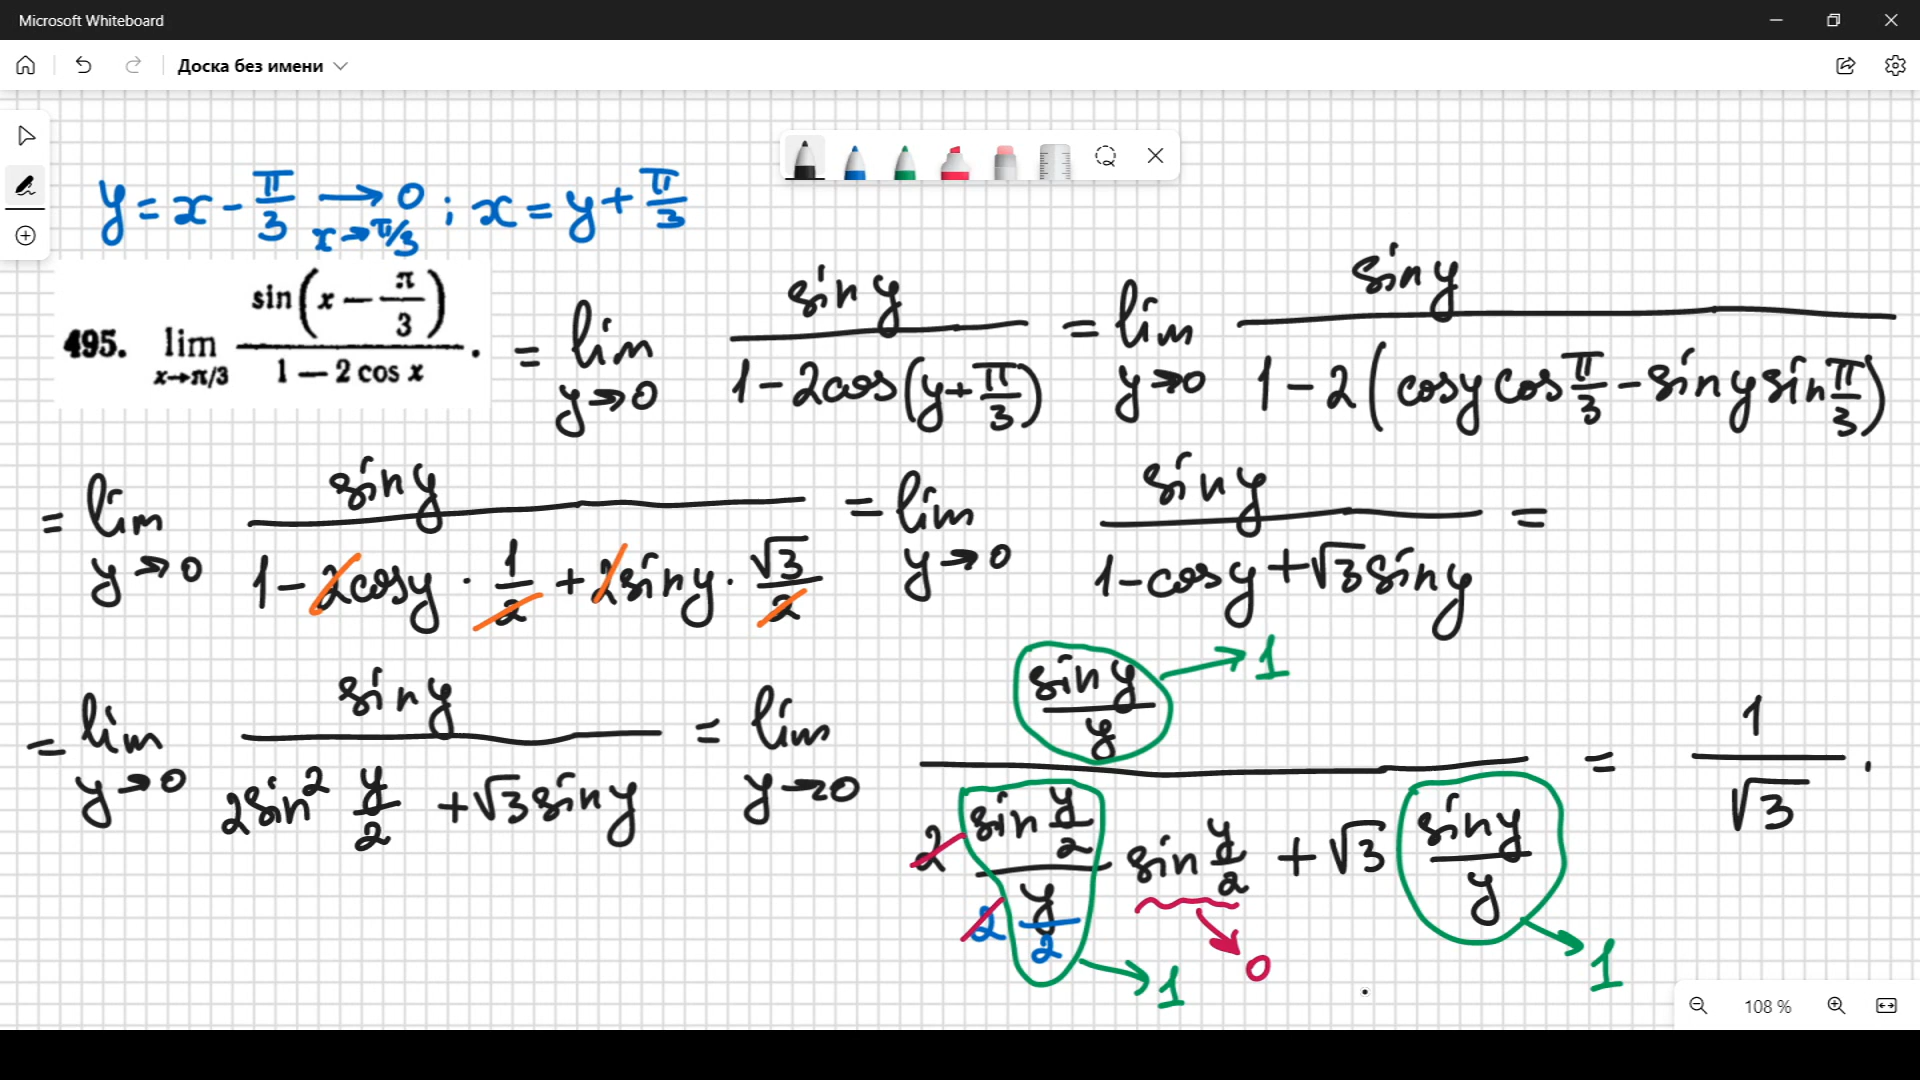 Microsoft Whiteboard
Доска без имени
y = x - π/3 → 0 ; x = y + π/3
x → π/3
495. lim x→π/3 sin(x — π/3) / (1 — 2 cos x) . = lim y→0 sin y / (1 - 2cos(y + π/3)) = lim y→0 sin y / (1 - 2(cos y cos π/3 - sin y sin π/3))
= lim y→0 sin y / (1 - 2cos y · 1/2 + 2sin y · √3/2) = lim y→0 sin y / (1 - cos y + √3 sin y) =
= lim y→0 sin y / (2sin² y/2 + √3 sin y) = lim y→0 (sin y / y) / (2 (sin y/2) / (2 y/2) sin y/2 + √3 sin y / y) = 1/√3 .
→ 1
→ 1
→ 0
→ 1
108 %